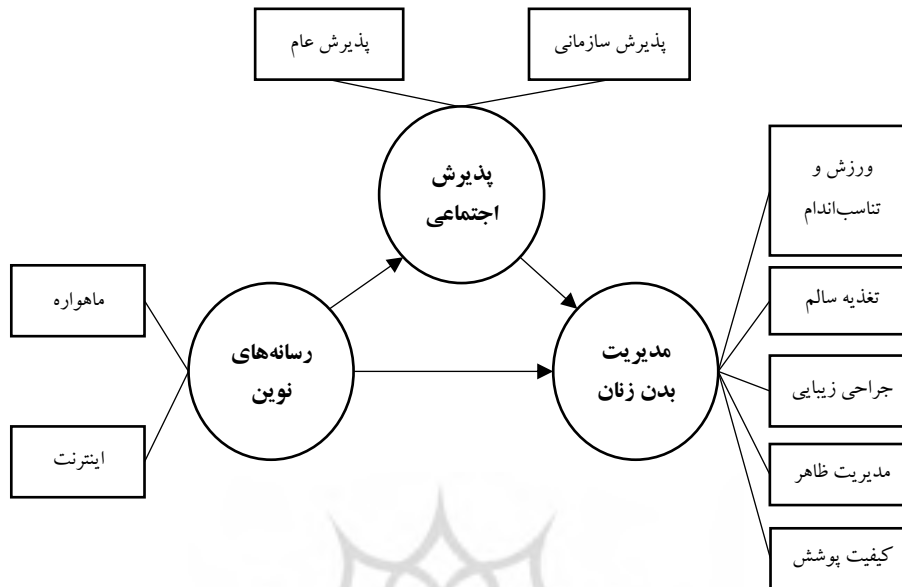 پذیرش سازمانی
پذیرش عام
پذیرش
اجتماعی
ورزش و
تناسب‌اندام
تغذیه سالم
ماهواره
رسانه‌های
نوین
مدیریت
بدن زنان
جراحی زیبایی
اینترنت
مدیریت ظاهر
کیفیت پوشش